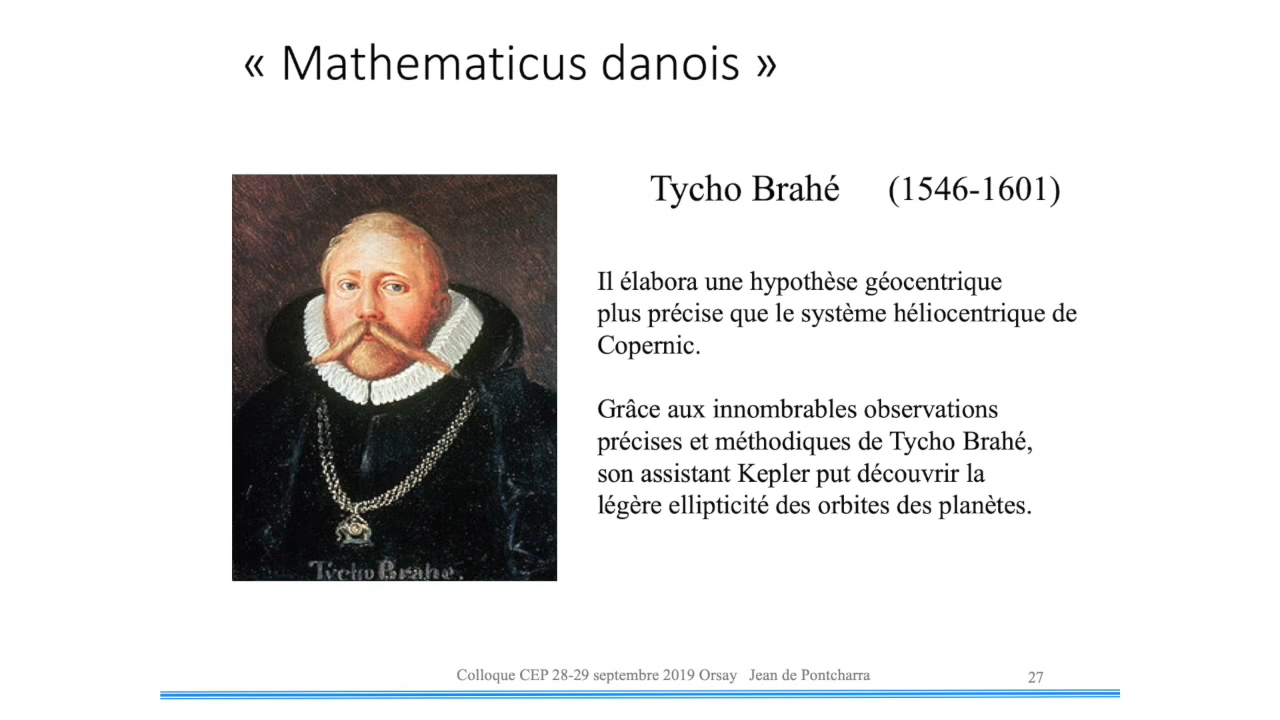 « Mathematicus danois »
Tycho Brahé (1546-1601)
Il élabora une hypothèse géocentrique
plus précise que le système héliocentrique de
Copernic.
Grâce aux innombrables observations
précises et méthodiques de Tycho Brahé,
son assistant Kepler put découvrir la
légère ellipticité des orbites des planètes.
Tycho Brahe.
Colloque CEP 28-29 septembre 2019 Orsay Jean de Pontcharra
27